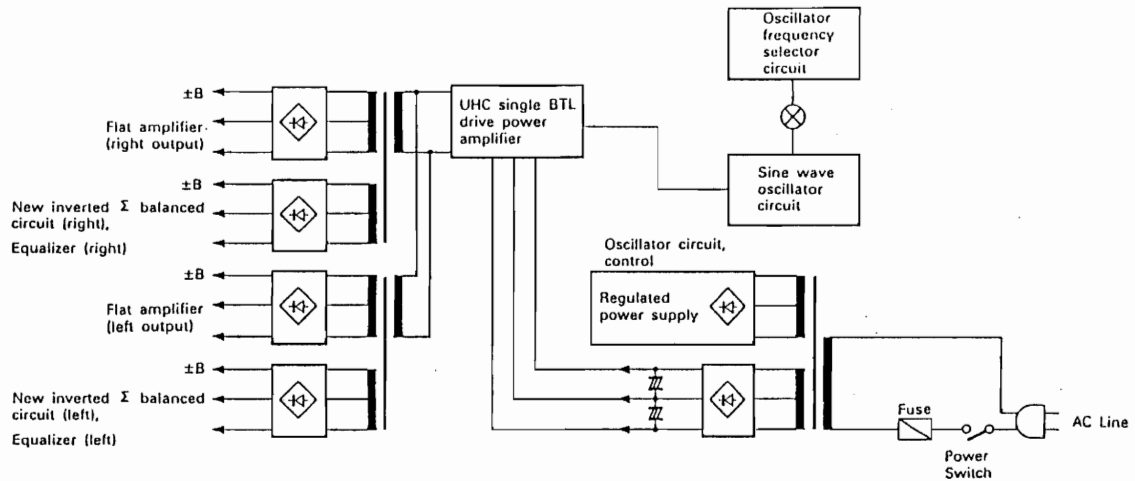 Oscillator
frequency
selector
circuit
±B
UHC single BTL
drive power
amplifier
Flat amplifier
(right output)
Sine wave
oscillator
circuit
±B
New inverted Σ balanced
circuit (right),
Equalizer (right)
Oscillator circuit,
control
±B
Regulated
power supply
Flat amplifier
(left output)
±B
New inverted Σ balanced
circuit (left),
Equalizer (left)
Fuse
AC Line
Power
Switch